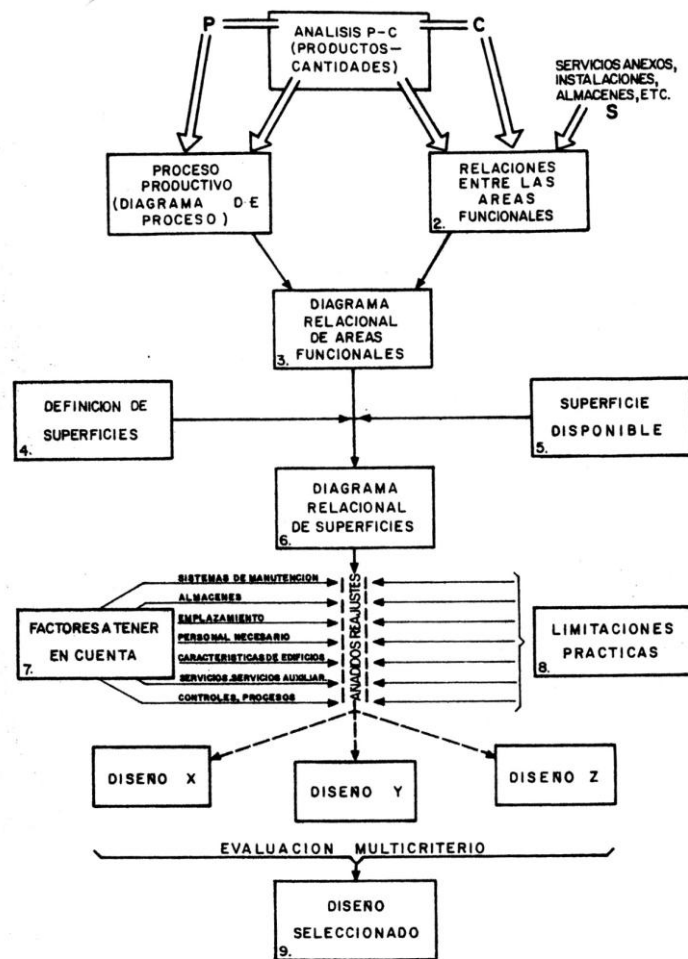 P
ANALISIS P-C
(PRODUCTOS-
CANTIDADES)
C
SERVICIOS ANEXOS,
INSTALACIONES,
ALMACENES, ETC.
S
PROCESO
PRODUCTIVO
(DIAGRAMA DE
PROCESO)
RELACIONES
ENTRE LAS
AREAS
2. FUNCIONALES
DIAGRAMA
RELACIONAL
DE AREAS
3. FUNCIONALES
DEFINICION DE
SUPERFICIES
4.
SUPERFICIE
DISPONIBLE
5.
DIAGRAMA
RELACIONAL
DE SUPERFICIES
6.
SISTEMAS DE MANUTENCION
ALMACENES
EMPLAZAMIENTO
PERSONAL NECESARIO
CARACTERISTICAS DE EDIFICIOS
SERVICIOS.SERVICIOS AUXILIAR.
CONTROLES, PROCESOS
FACTORES A TENER
EN CUENTA
7.
AÑADIDOS REAJUSTES
LIMITACIONES
PRACTICAS
8.
DISEÑO X
DISEÑO Y
DISEÑO Z
EVALUACION MULTICRITERIO
DISEÑO
SELECCIONADO
9.